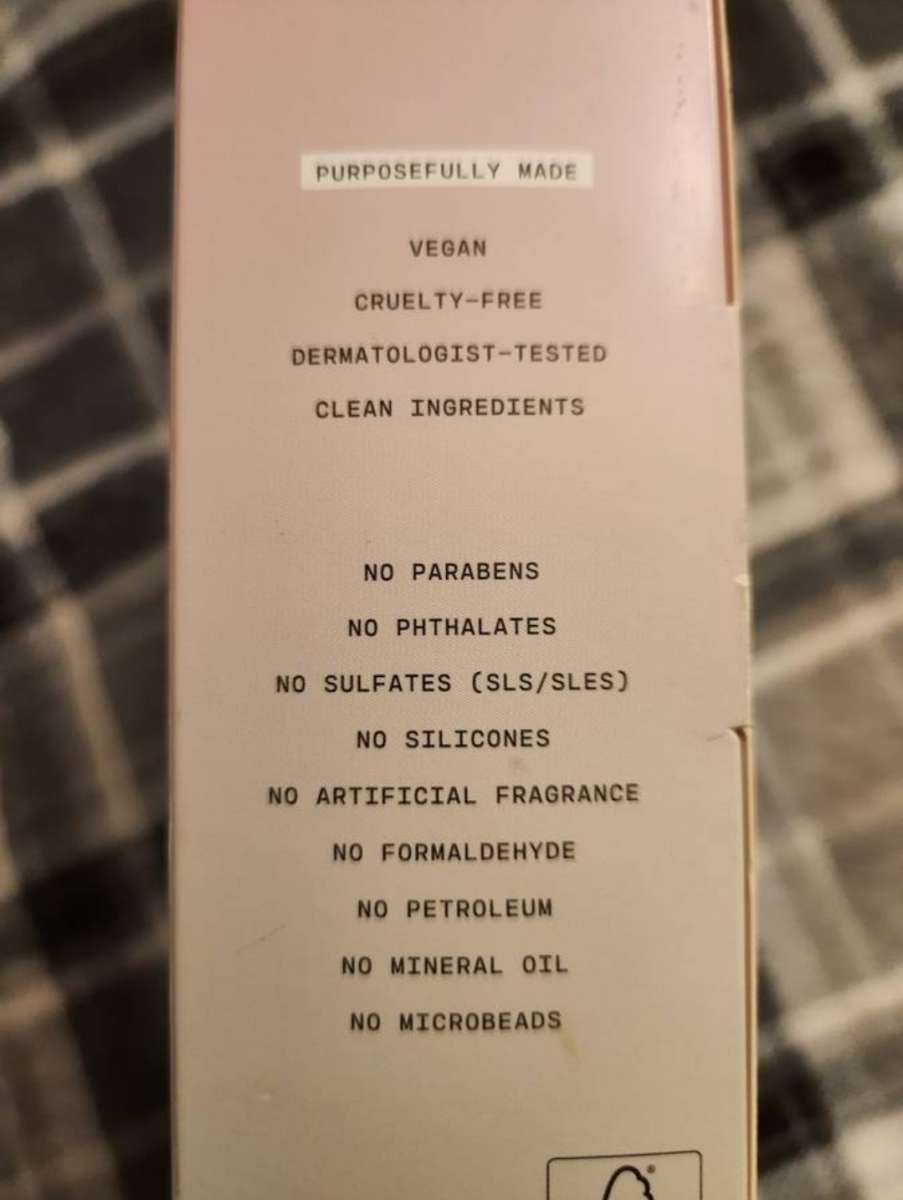 PURPOSEFULLY MADE
VEGAN
CRUELTY-FREE
DERMATOLOGIST-TESTED
CLEAN INGREDIENTS
NO PARABENS
NO PHTHALATES
NO SULFATES (SLS/SLES)
NO SILICONES
NO ARTIFICIAL FRAGRANCE
NO FORMALDEHYDE
NO PETROLEUM
NO MINERAL OIL
NO MICROBEADS
®